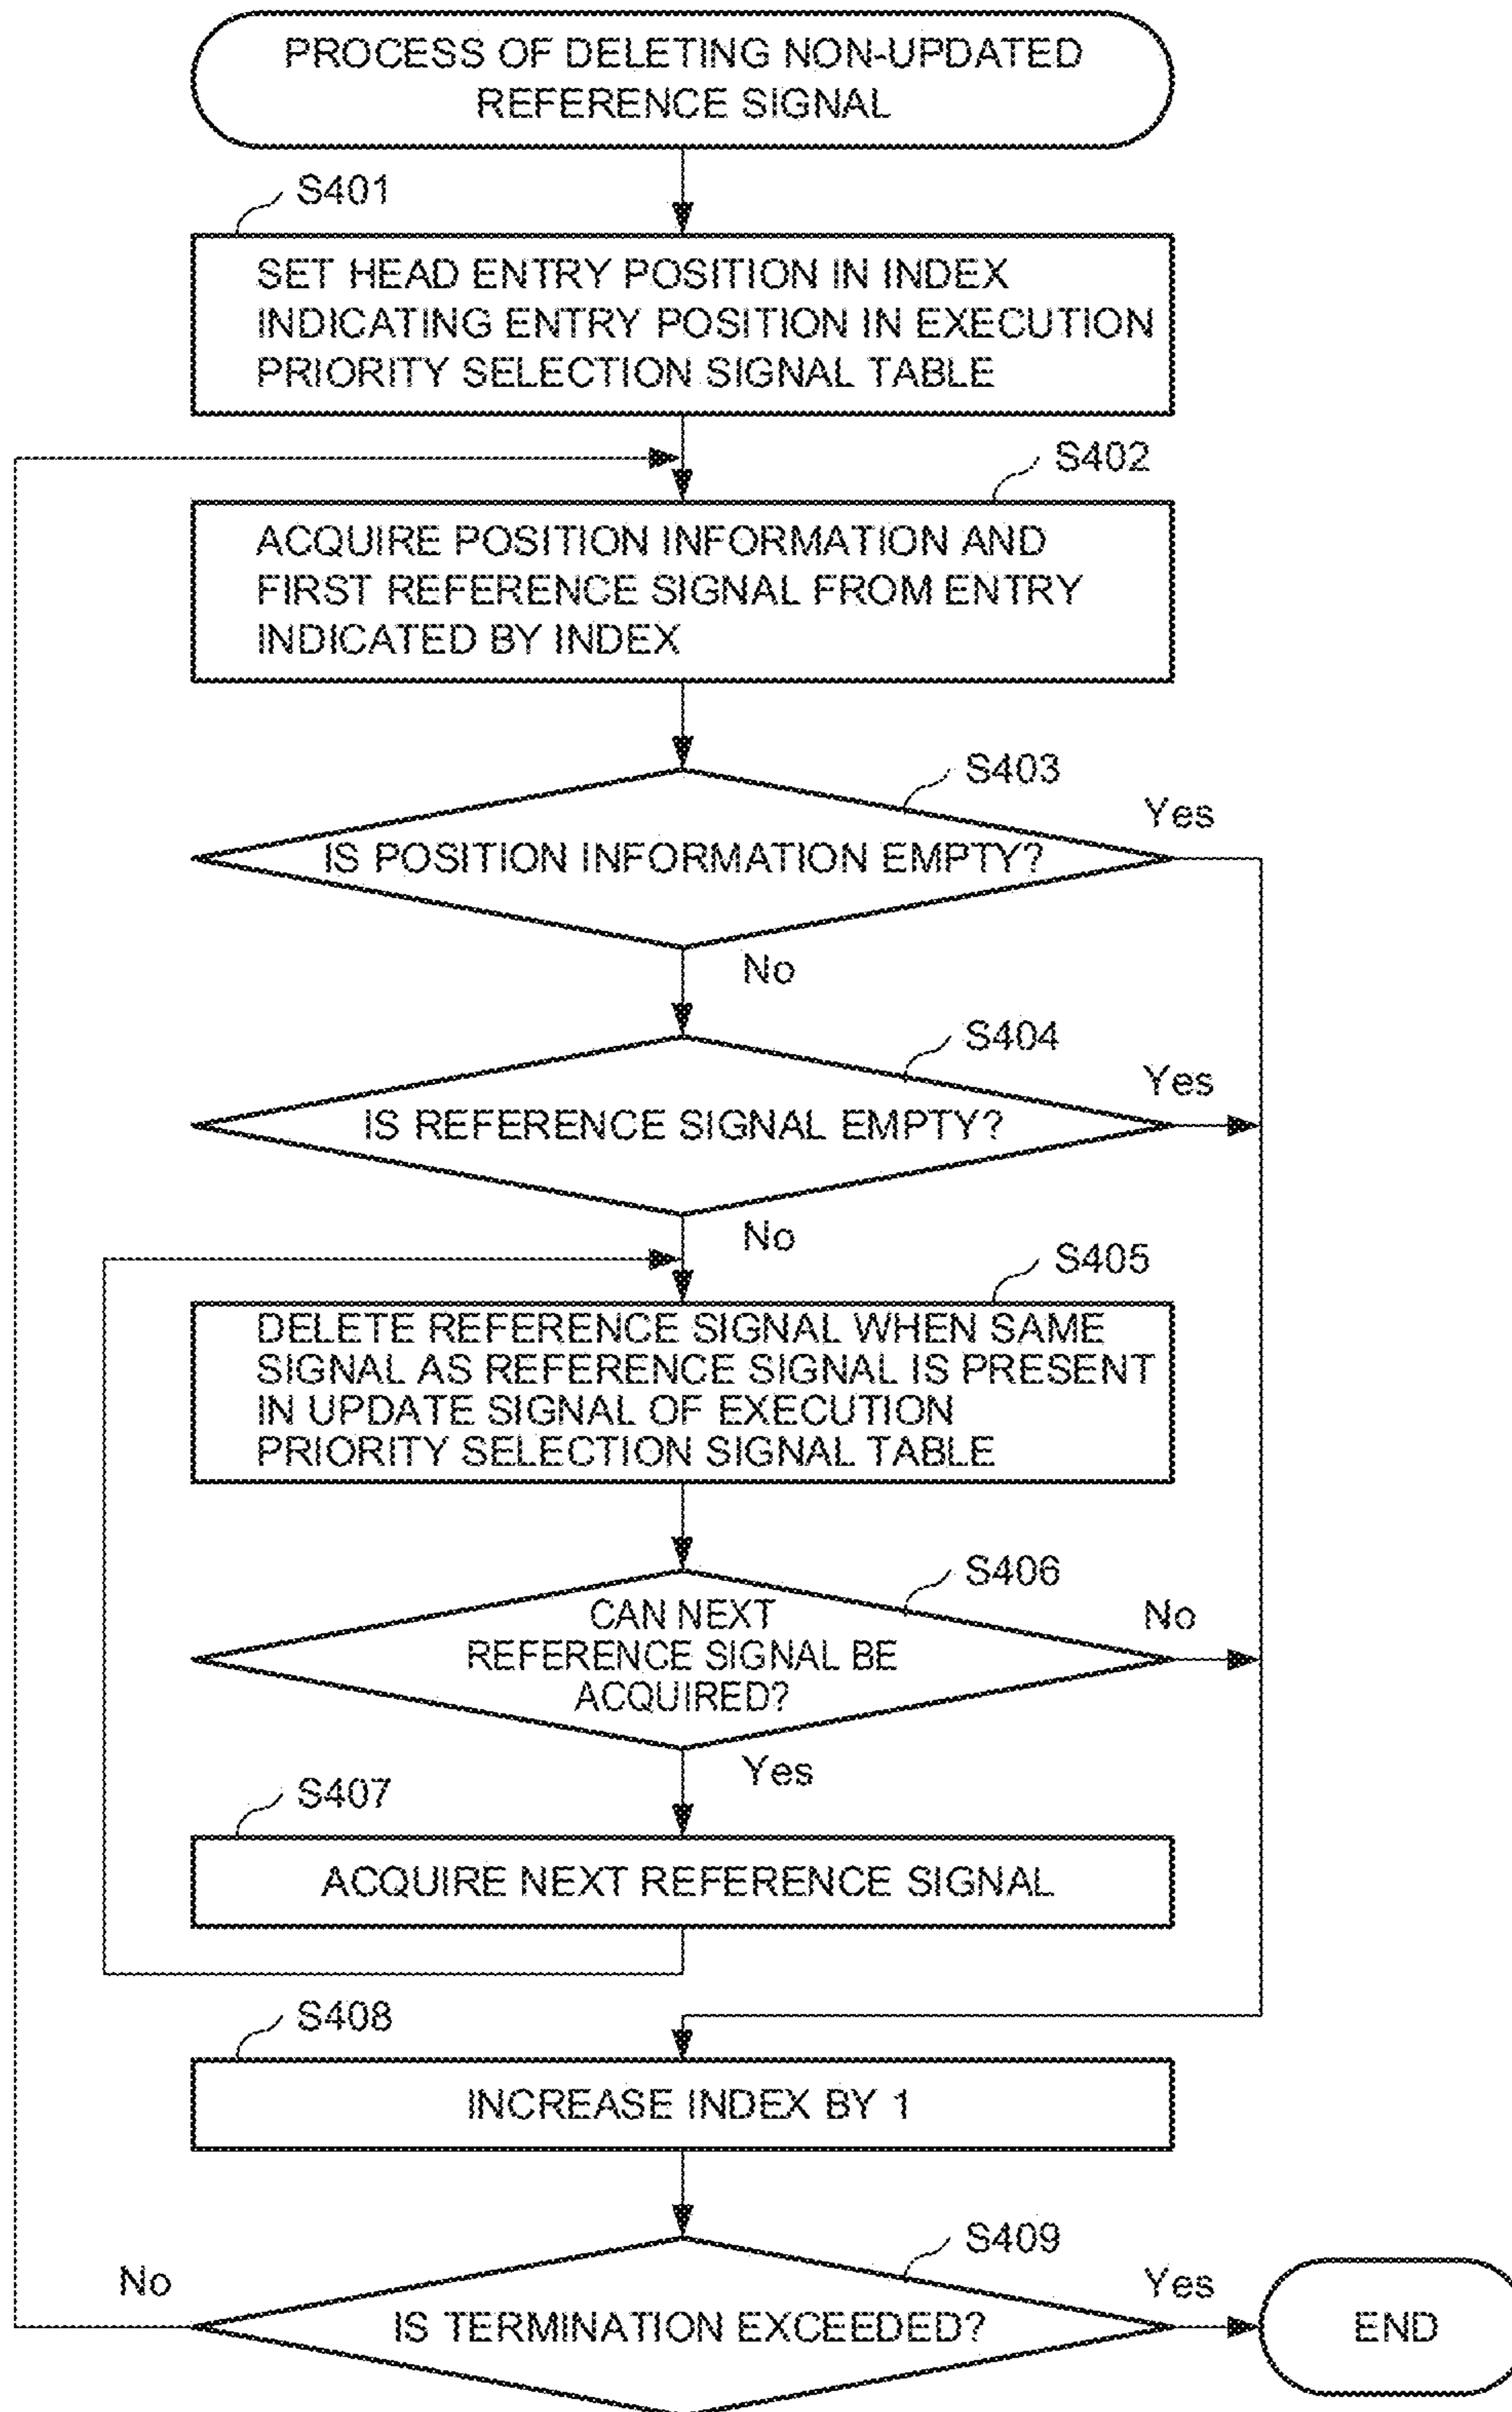 PROCESS OF DELETING NON-UPDATED
REFERENCE SIGNAL
S401
SET HEAD ENTRY POSITION IN INDEX
INDICATING ENTRY POSITION IN EXECUTION
PRIORITY SELECTION SIGNAL TABLE
S402
ACQUIRE POSITION INFORMATION AND
FIRST REFERENCE SIGNAL FROM ENTRY
INDICATED BY INDEX
S403
Yes
IS POSITION INFORMATION EMPTY?
No
S404
Yes
IS REFERENCE SIGNAL EMPTY?
No
S405
DELETE REFERENCE SIGNAL WHEN SAME
SIGNAL AS REFERENCE SIGNAL IS PRESENT
IN UPDATE SIGNAL OF EXECUTION
PRIORITY SELECTION SIGNAL TABLE
S406
CAN NEXT
No
REFERENCE SIGNAL BE
ACQUIRED?
Yes
S407
ACQUIRE NEXT REFERENCE SIGNAL
S408
INCREASE INDEX BY 1
S409
No
Yes
IS TERMINATION EXCEEDED?
END